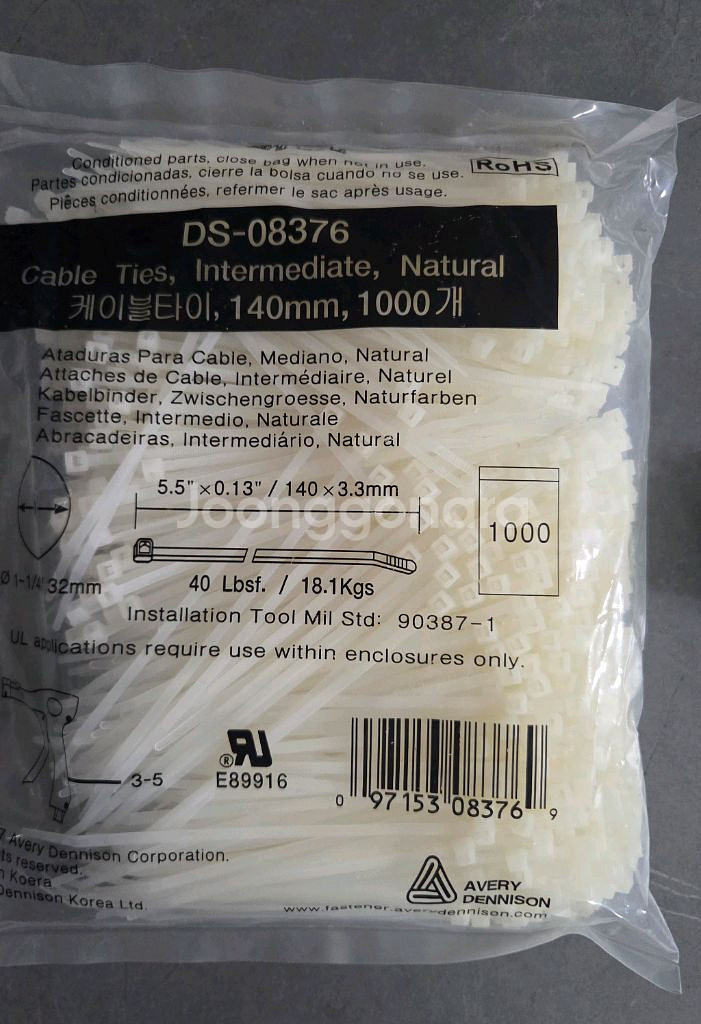 Conditioned parts, close bag when not in use.
RoHS
Partes condicionadas, cierre la bolsa cuando no se use.
Pièces conditionnées, refermer le sac après usage.
DS-08376
Cable Ties, Intermediate, Natural
케이블타이, 140mm, 1000개
Ataduras Para Cable, Mediano, Natural
Attaches de Cable, Intermédiaire, Naturel
Kabelbinder, Zwischengroesse, Naturfarben
Fascette, Intermedio, Naturale
Abracadeiras, Intermediário, Natural
5.5" × 0.13" / 140 × 3.3mm
Joonggonara
1000
Ø 1-1/4" 32mm
40 Lbsf. / 18.1Kgs
Installation Tool Mil Std: 90387-1
UL applications require use within enclosures only.
3-5
® RU
E89916
0 97153 08376 9
7 Avery Dennison Corporation.
ts reserved.
n Koera
Dennison Korea Ltd.
AVERY
DENNISON
www.fastener.averydennison.com